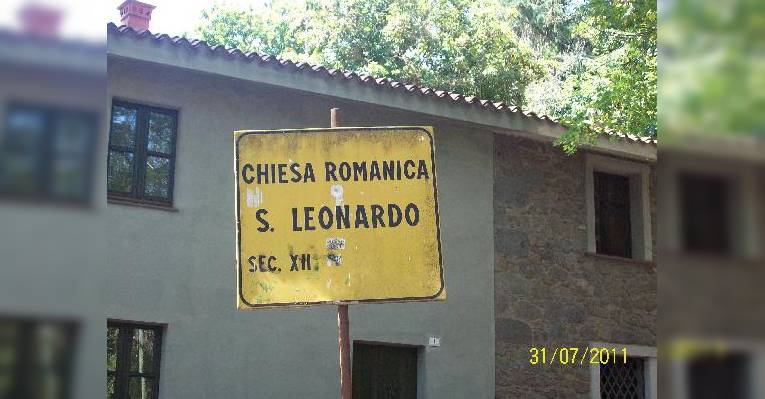 CHIESA ROMANICA
S. LEONARDO
SEC. XII
31/07/2011